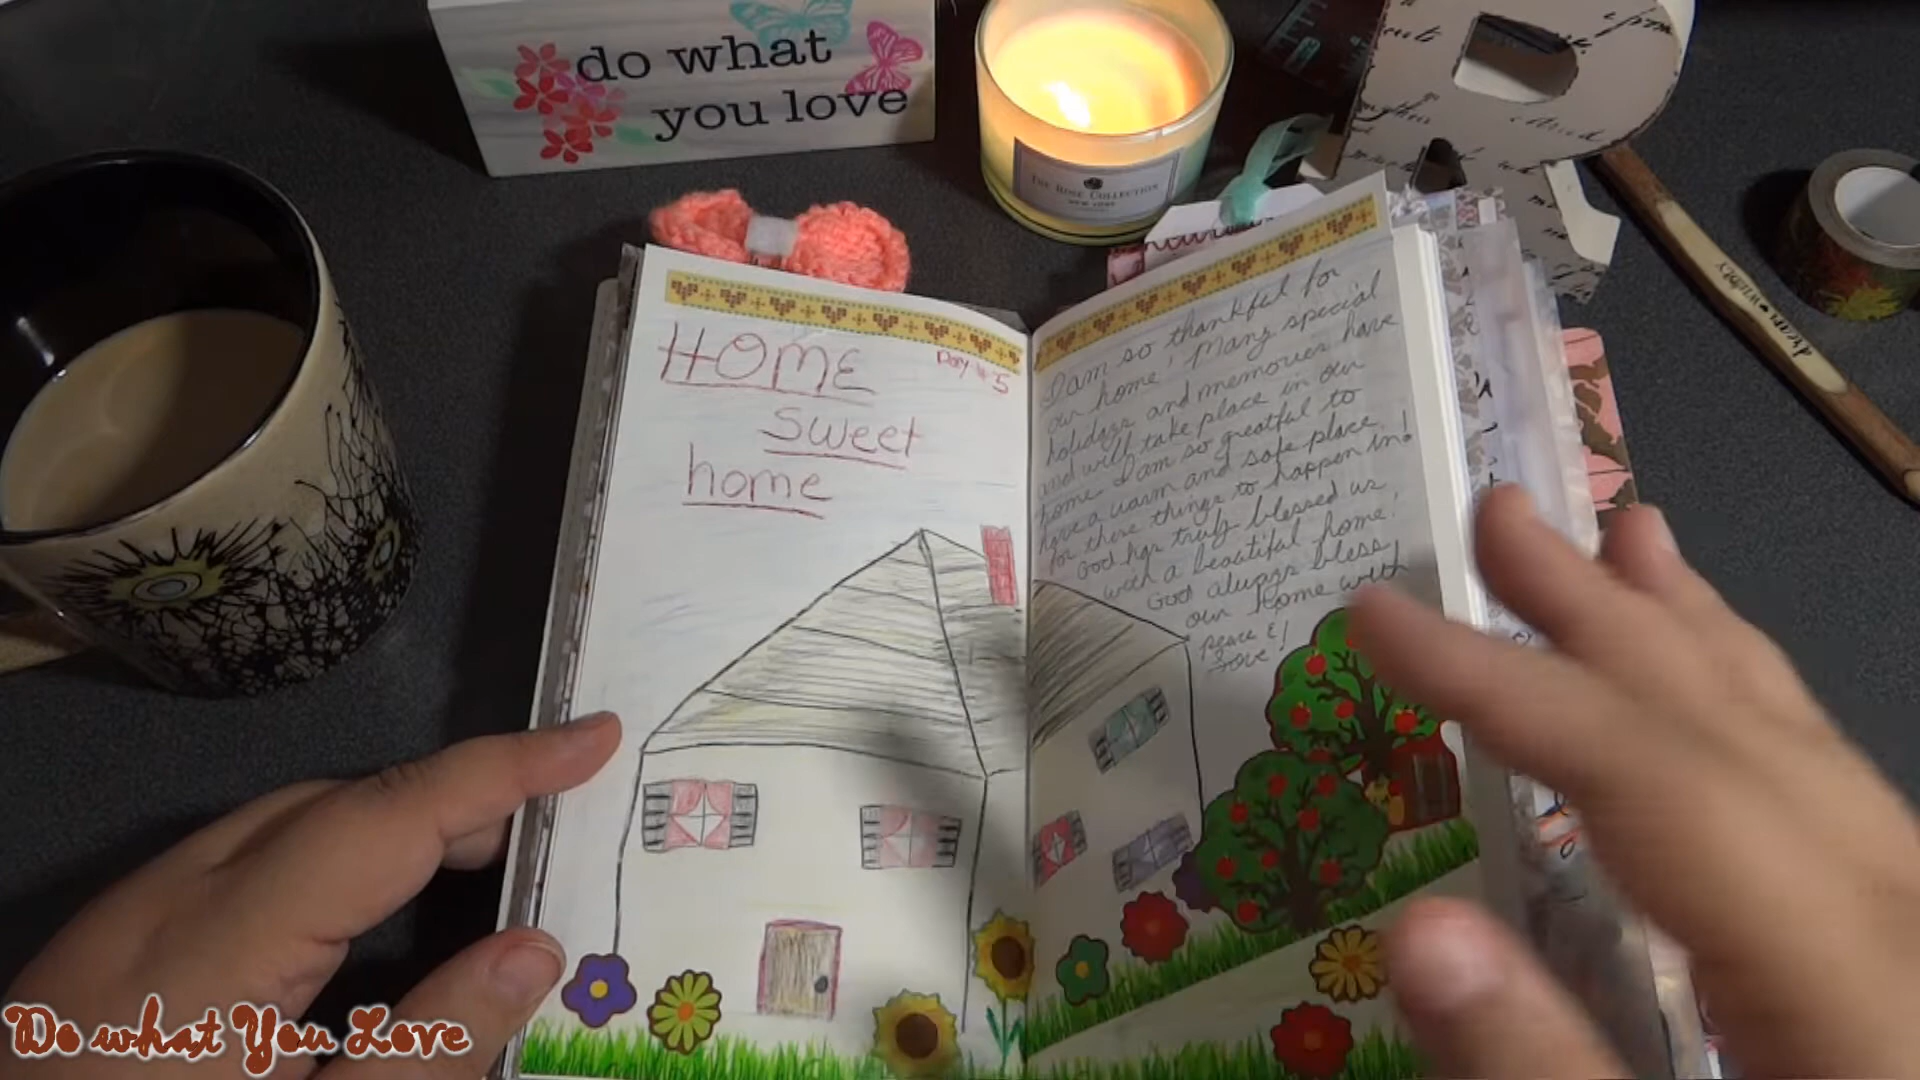 do what
you love
THE ROSE COLLECTION
NEW YORK
HOME
Day #5
Sweet
home
I am so thankful for
our home! Many special
holidays and memories have
and will take place in our
home. I am so greatful to
have a warm and safe place
for these things to happen in!
God has truly blessed us
with a beautiful home!
God always bless
our home with
peace &
Love!
Do what You Love